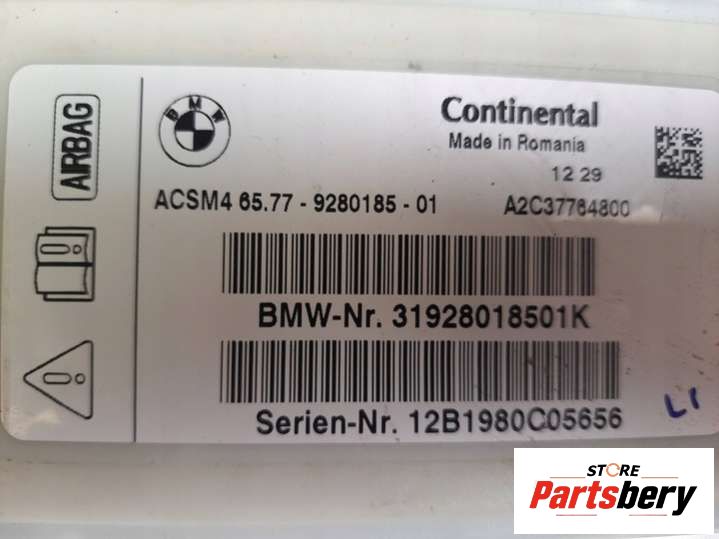 AIRBAG
BMW
Continental
Made in Romania
12 29
ACSM4 65.77 - 9280185 - 01
A2C37764800
BMW-Nr. 31928018501K
Serien-Nr. 12B1980C05656
L1
STORE
Partsbery